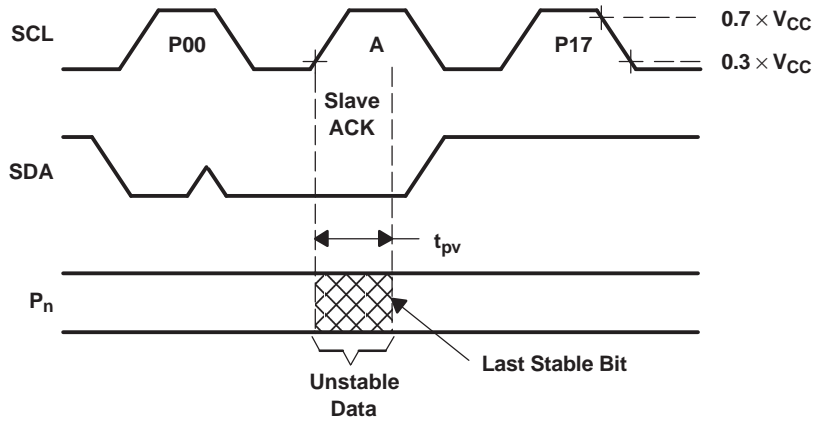 SCL
P00
A
P17
0.7 × VCC
0.3 × VCC
Slave
ACK
SDA
tpv
Pn
Last Stable Bit
Unstable
Data